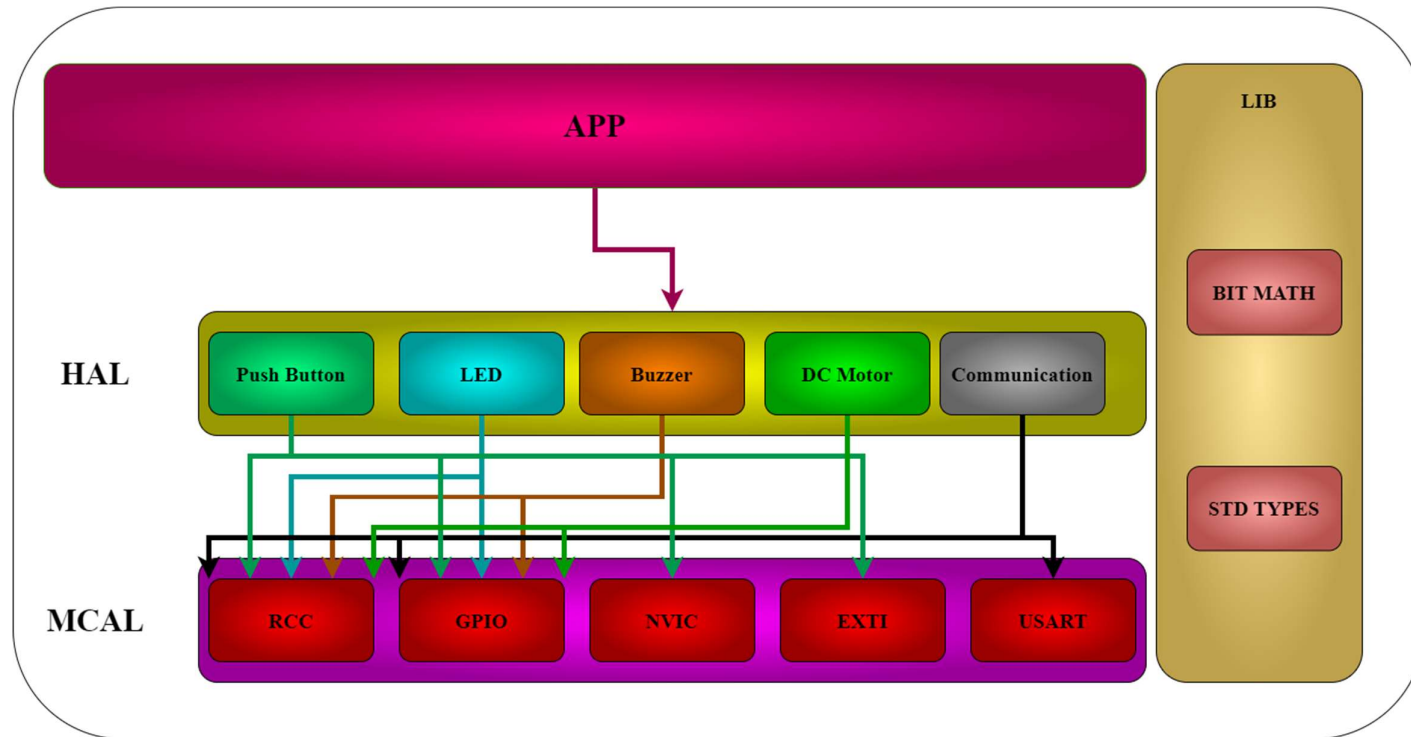 APP
LIB
BIT MATH
STD TYPES
HAL
Push Button
LED
Buzzer
DC Motor
Communication
MCAL
RCC
GPIO
NVIC
EXTI
USART